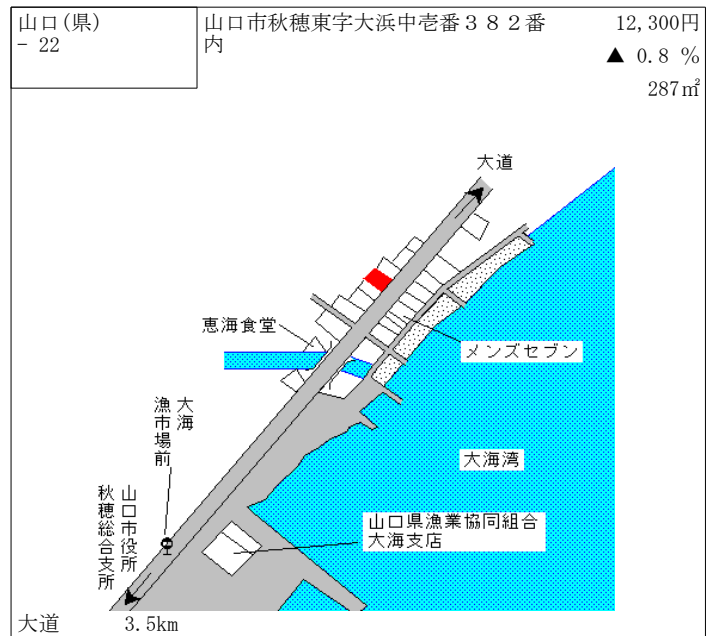 山口(県)
- 22
山口市秋穂東字大浜中壱番３８２番
内
12,300円
▲ 0.8 %
287㎡
大道
恵海食堂
メンズセブン
大海
漁市場前
大海湾
山口市役所
秋穂総合支所
山口県漁業協同組合
大海支店
大道 3.5km